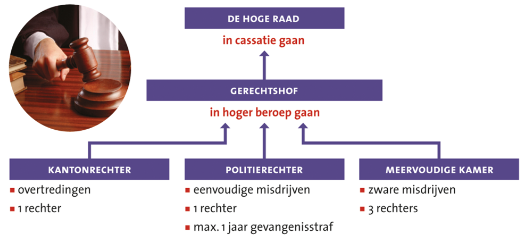 DE HOGE RAAD
in cassatie gaan
GERECHTSHOF
in hoger beroep gaan
KANTONRECHTER
▪ overtredingen
▪ 1 rechter
POLITIERECHTER
▪ eenvoudige misdrijven
▪ 1 rechter
▪ max. 1 jaar gevangenisstraf
MEERVOUDIGE KAMER
▪ zware misdrijven
▪ 3 rechters